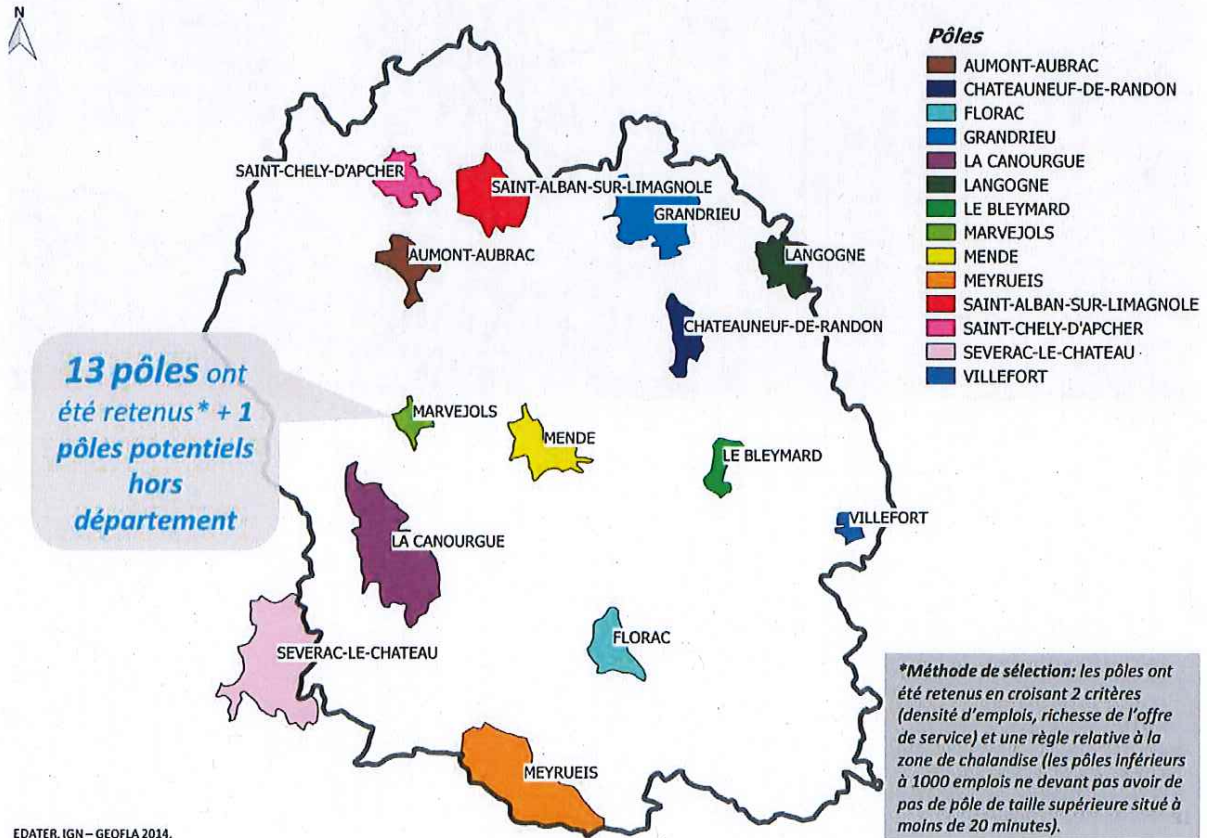 N
Pôles
AUMONT-AUBRAC
CHATEAUNEUF-DE-RANDON
FLORAC
GRANDRIEU
LA CANOURGUE
LANGOGNE
LE BLEYMARD
MARVEJOLS
MENDE
MEYRUEIS
SAINT-ALBAN-SUR-LIMAGNOLE
SAINT-CHELY-D'APCHER
SEVERAC-LE-CHATEAU
VILLEFORT
SAINT-CHELY-D'APCHER
SAINT-ALBAN-SUR-LIMAGNOLE
GRANDRIEU
AUMONT-AUBRAC
LANGOGNE
CHATEAUNEUF-DE-RANDON
13 pôles ont
été retenus* + 1
pôles potentiels
hors
département
MARVEJOLS
MENDE
LE BLEYMARD
VILLEFORT
LA CANOURGUE
FLORAC
SEVERAC-LE-CHATEAU
MEYRUEIS
*Méthode de sélection: les pôles ont
été retenus en croisant 2 critères
(densité d'emplois, richesse de l'offre
de service) et une règle relative à la
zone de chalandise (les pôles inférieurs
à 1000 emplois ne devant pas avoir de
pas de pôle de taille supérieure situé à
moins de 20 minutes).
EDATER, IGN – GEOFLA 2014.